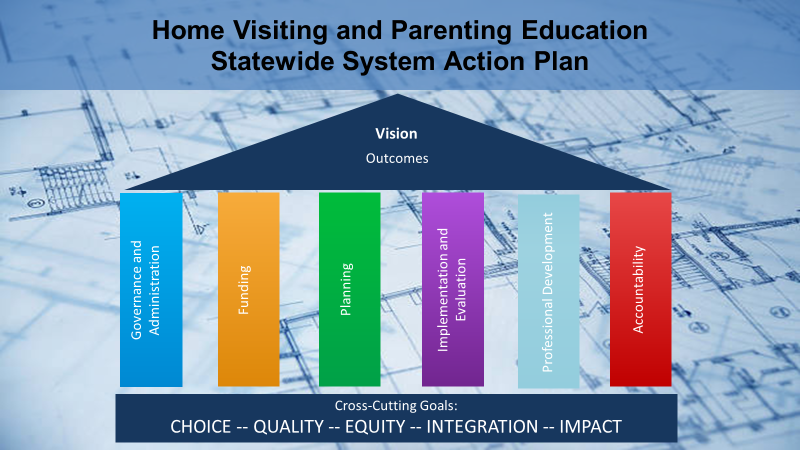 Home Visiting and Parenting Education
Statewide System Action Plan
Vision
Outcomes
Governance and
Administration
Funding
Planning
Implementation and
Evaluation
Professional Development
Accountability
Cross-Cutting Goals:
CHOICE -- QUALITY -- EQUITY -- INTEGRATION -- IMPACT